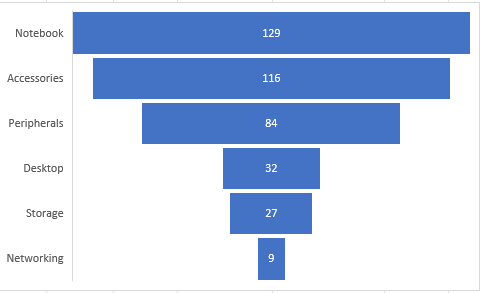 Notebook 129
Accessories 116
Peripherals 84
Desktop 32
Storage 27
Networking 9